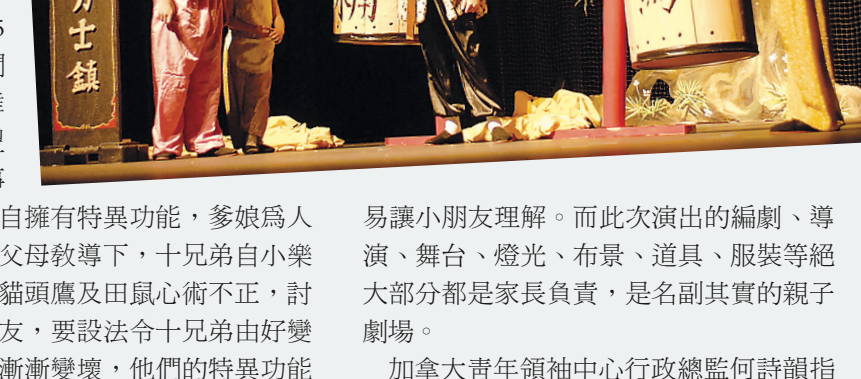 士鎮
自擁有特異功能，爹娘爲人
父母敎導下，十兄弟自小樂
貓頭鷹及田鼠心術不正，討
友，要設法令十兄弟由好變
漸漸變壞，他們的特異功能
易讓小朋友理解。而此次演出的編劇、導
演、舞台、燈光、布景、道具、服裝等絕
大部分都是家長負責，是名副其實的親子
劇場。
加拿大靑年領袖中心行政總監何詩韻指